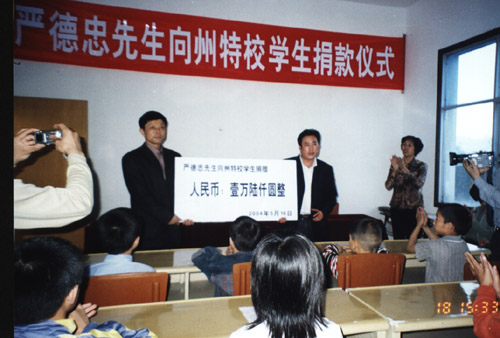 严德忠先生向州特校学生捐款仪式
严德忠先生向州特校学生捐赠
人民币：壹万陆仟圆整
18 15:33